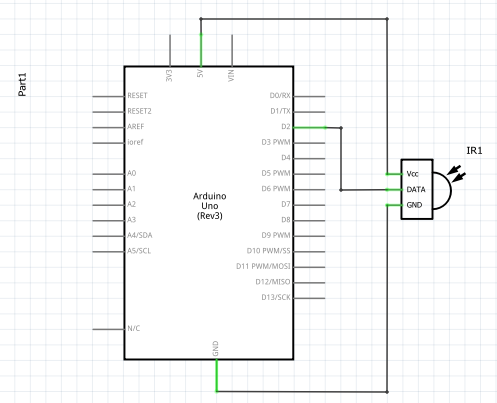 Part1
3V3
5V
VIN
RESET
RESET2
AREF
ioref
A0
A1
A2
A3
A4/SDA
A5/SCL
N/C
Arduino
Uno
(Rev3)
D0/RX
D1/TX
D2
D3 PWM
D4
D5 PWM
D6 PWM
D7
D8
D9 PWM
D10 PWM/SS
D11 PWM/MOSI
D12/MISO
D13/SCK
GND
IR1
Vcc
DATA
GND